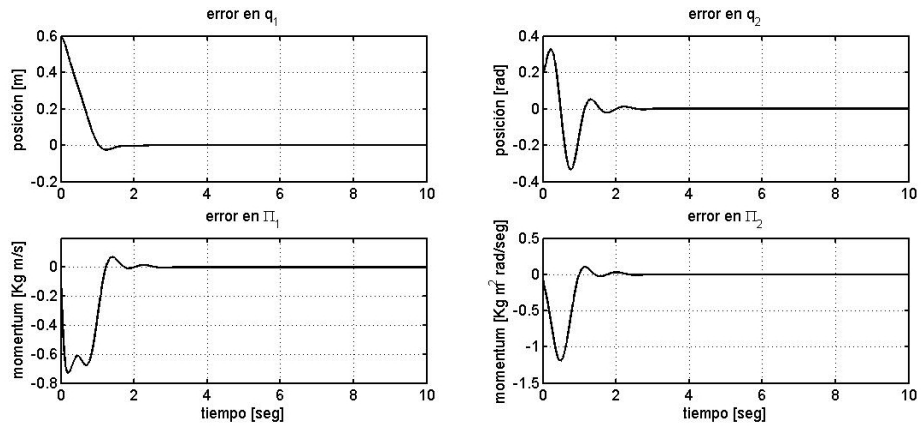 error en q1
posición [m]
0.6
0.4
0.2
0
-0.2
0 2 4 6 8 10
error en q2
posición [rad]
0.4
0.2
0
-0.2
-0.4
0 2 4 6 8 10
error en Π1
momentum [Kg m/s]
0
-0.2
-0.4
-0.6
-0.8
0 2 4 6 8 10
tiempo [seg]
error en Π2
momentum [Kg m² rad/seg]
0.5
0
-0.5
-1
-1.5
0 2 4 6 8 10
tiempo [seg]